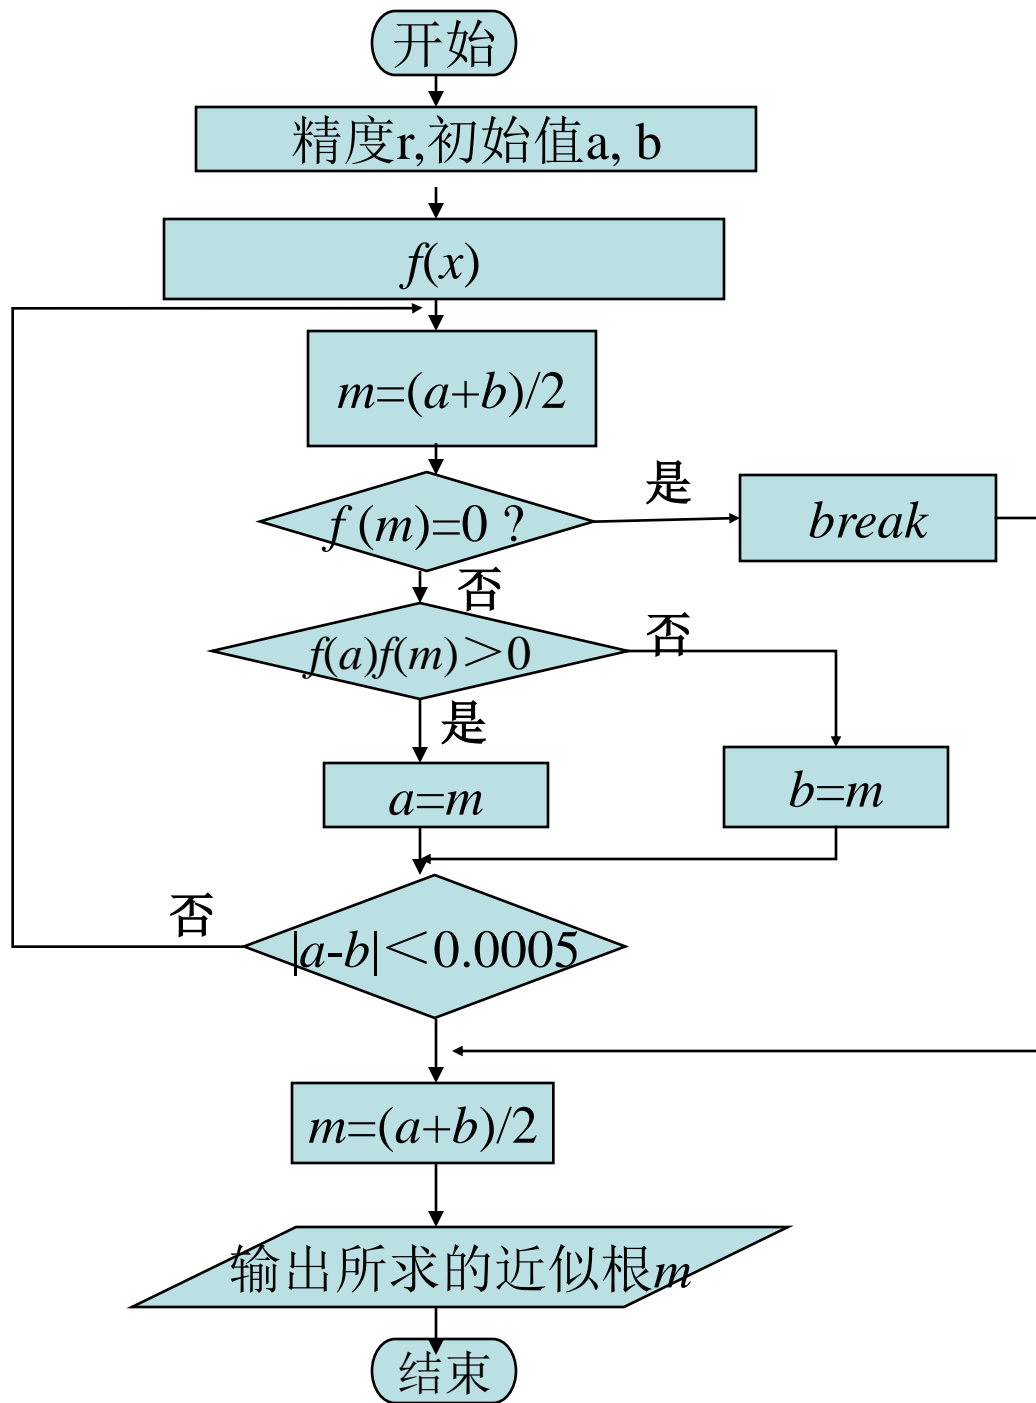 开始
精度r,初始值a, b
f(x)
m=(a+b)/2
是
f (m)=0 ?
break
否
否
f(a)f(m)＞0
是
a=m
b=m
否
|a-b|＜0.0005
m=(a+b)/2
输出所求的近似根m
结束